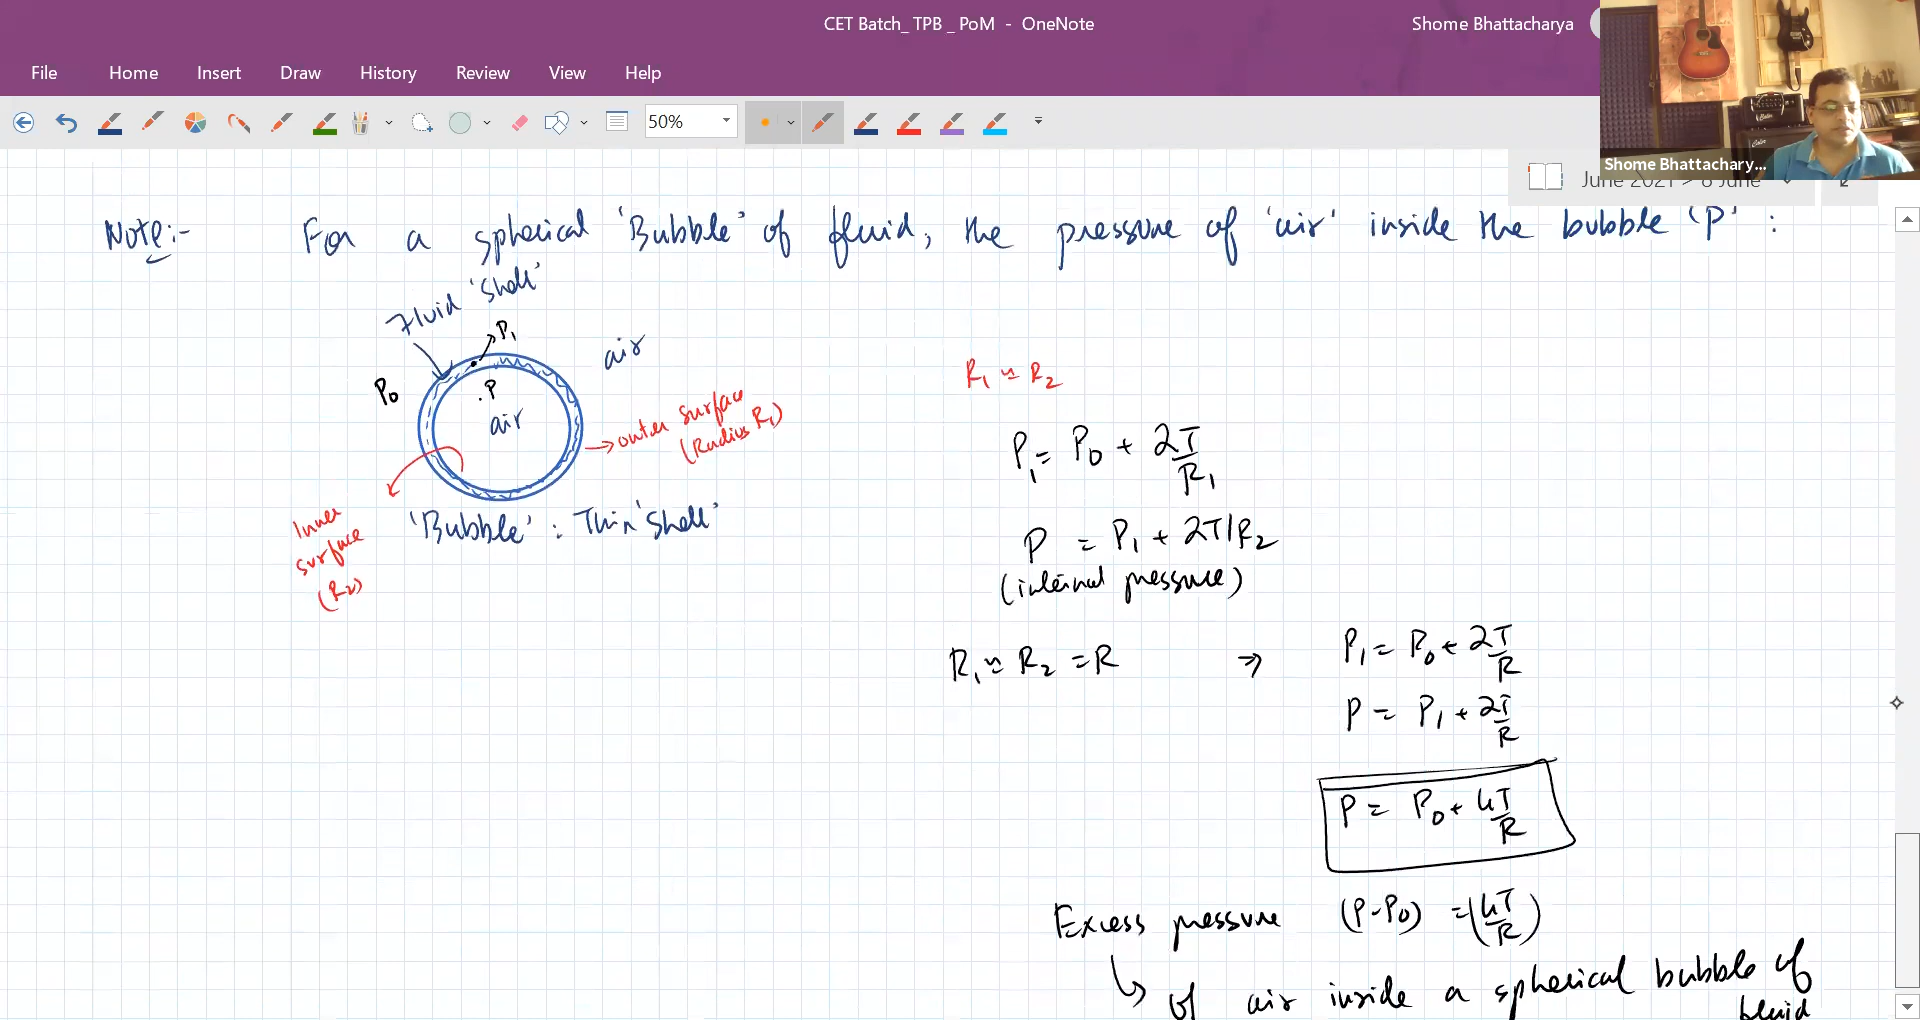 CET Batch_ TPB _ PoM - OneNote
Shome Bhattacharya
File Home Insert Draw History Review View Help
50%
Shome Bhattachary...
June 2021 > 6 June
Note:- For a spherical 'Bubble' of fluid, the pressure of 'air' inside the bubble 'P' :
Fluid 'Shell'
P₁
air
P₀
.P
air
→ outer surface
(Radius R₁)
Inner
surface
(R₂)
'Bubble' : Thin 'Shell'
R₁ ≈ R₂
P₁ = P₀ + 2T/R₁
P = P₁ + 2T/R₂
(internal pressure)
R₁ ≈ R₂ = R ⇒ P₁ = P₀ + 2T/R
P = P₁ + 2T/R
P = P₀ + 4T/R
Excess pressure (P-P₀) = (4T/R)
↳ of air inside a spherical bubble of
fluid